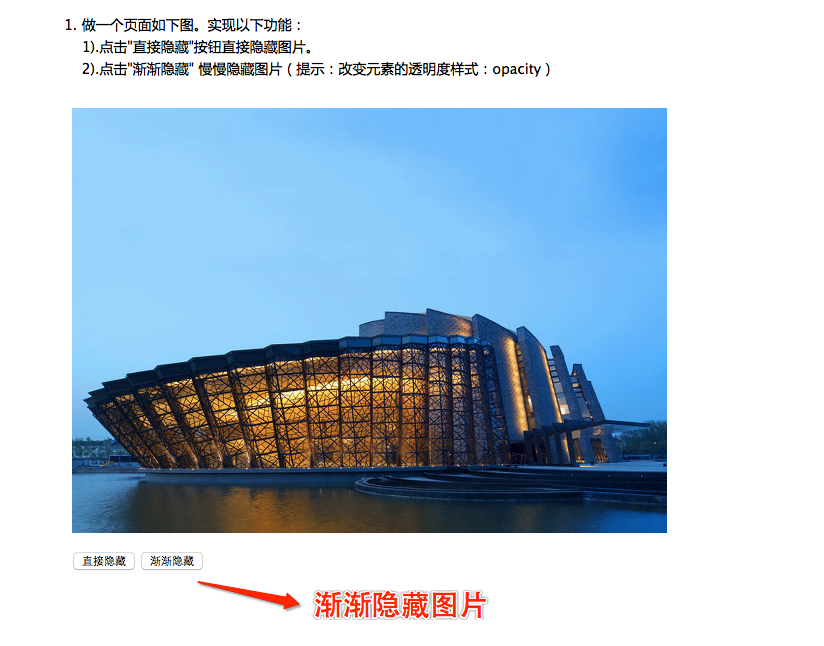 1. 做一个页面如下图。实现以下功能：
1).点击"直接隐藏"按钮直接隐藏图片。
2).点击"渐渐隐藏" 慢慢隐藏图片（提示：改变元素的透明度样式：opacity）
直接隐藏 渐渐隐藏
渐渐隐藏图片